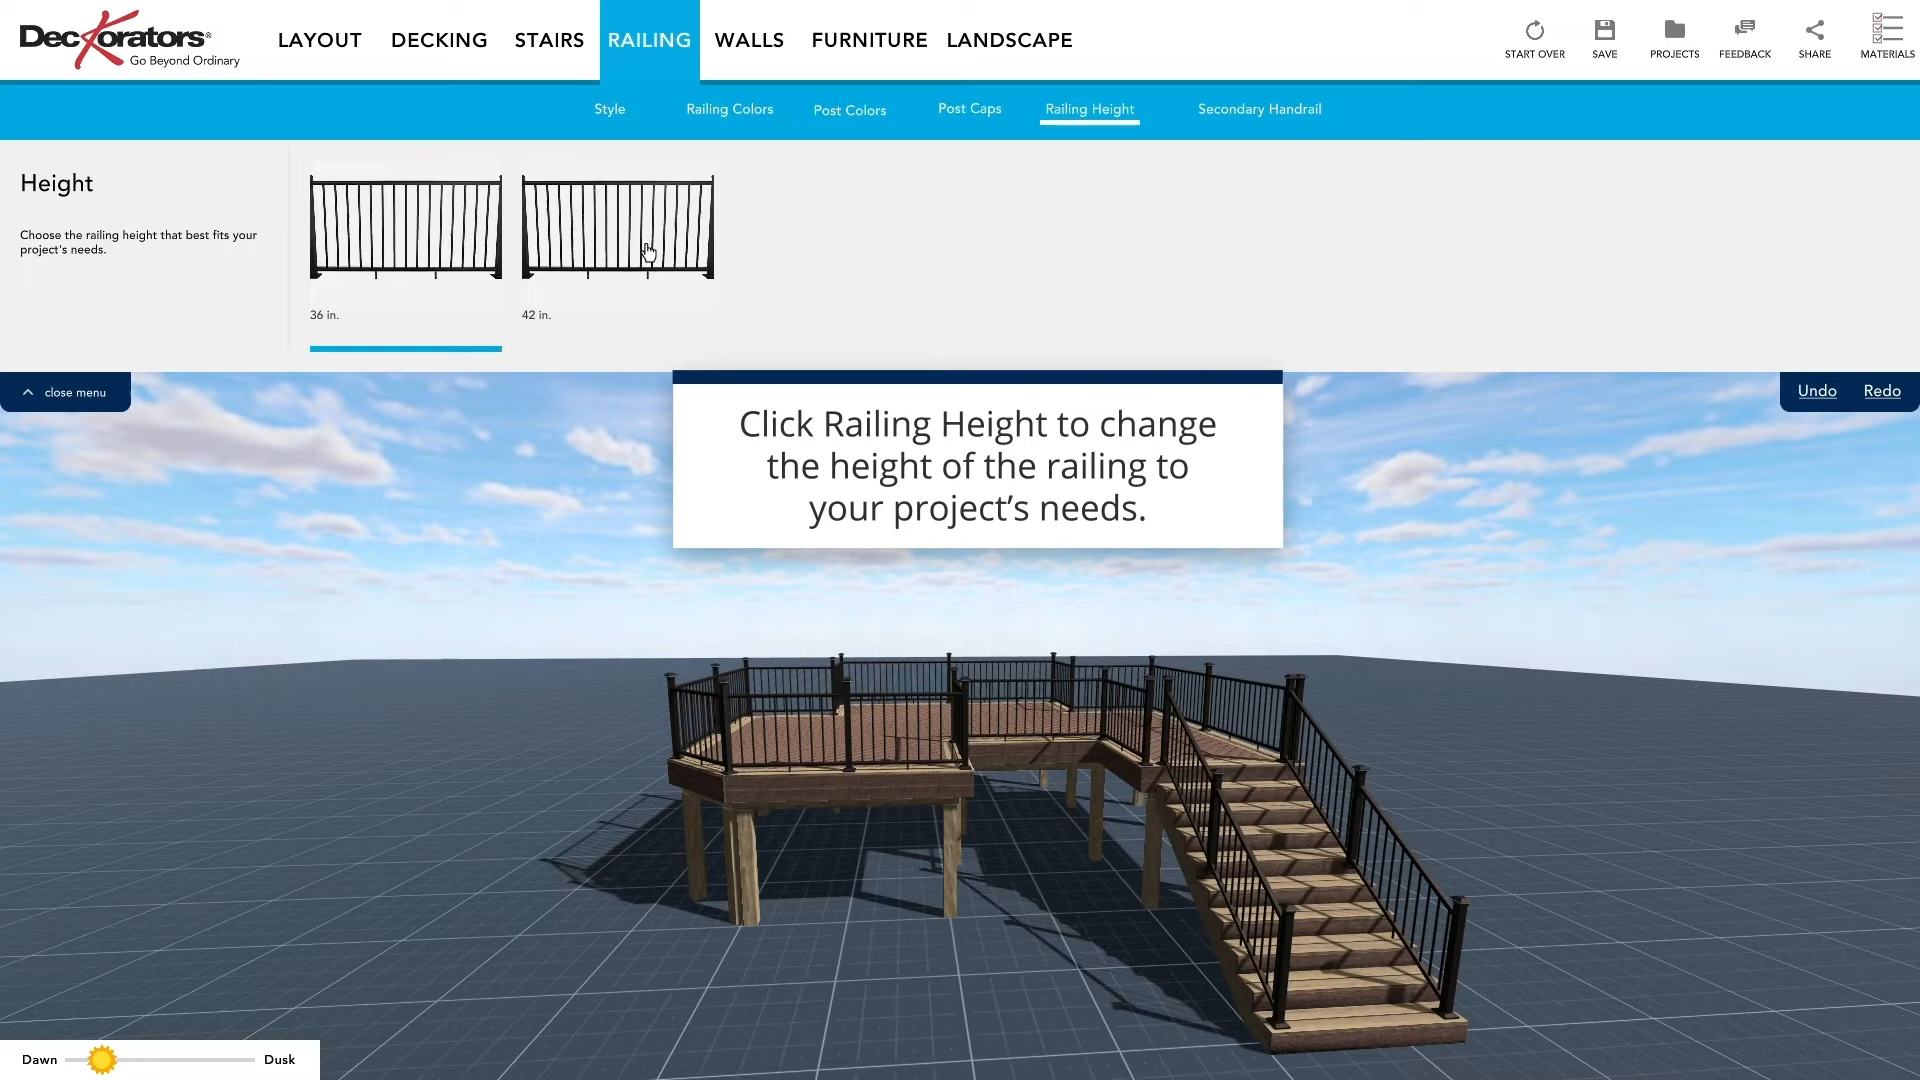 Deckorators®
Go Beyond Ordinary
LAYOUT DECKING STAIRS RAILING WALLS FURNITURE LANDSCAPE
START OVER SAVE PROJECTS FEEDBACK SHARE MATERIALS
Style Railing Colors Post Colors Post Caps Railing Height Secondary Handrail
Height
Choose the railing height that best fits your
project's needs.
36 in. 42 in.
close menu
Undo Redo
Click Railing Height to change
the height of the railing to
your project’s needs.
Dawn Dusk